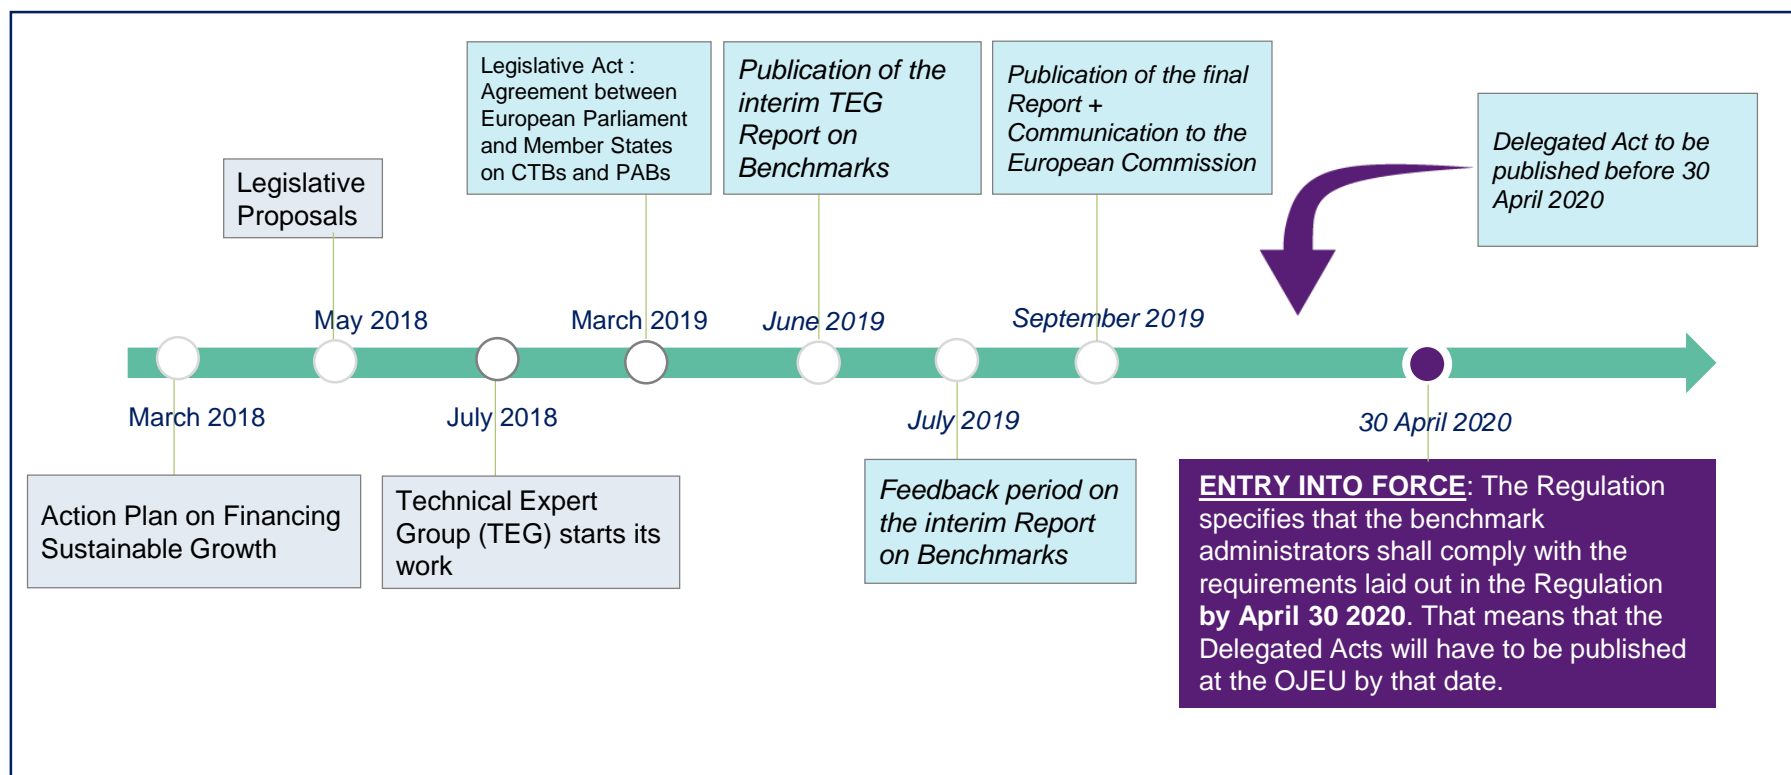 Legislative Act :
Agreement between
European Parliament
and Member States
on CTBs and PABs
Publication of the
interim TEG
Report on
Benchmarks
Publication of the final
Report +
Communication to the
European Commission
Delegated Act to be
published before 30
April 2020
Legislative
Proposals
May 2018
March 2019
June 2019
September 2019
March 2018
July 2018
July 2019
30 April 2020
Action Plan on Financing
Sustainable Growth
Technical Expert
Group (TEG) starts its
work
Feedback period on
the interim Report
on Benchmarks
ENTRY INTO FORCE: The Regulation
specifies that the benchmark
administrators shall comply with the
requirements laid out in the Regulation
by April 30 2020. That means that the
Delegated Acts will have to be published
at the OJEU by that date.